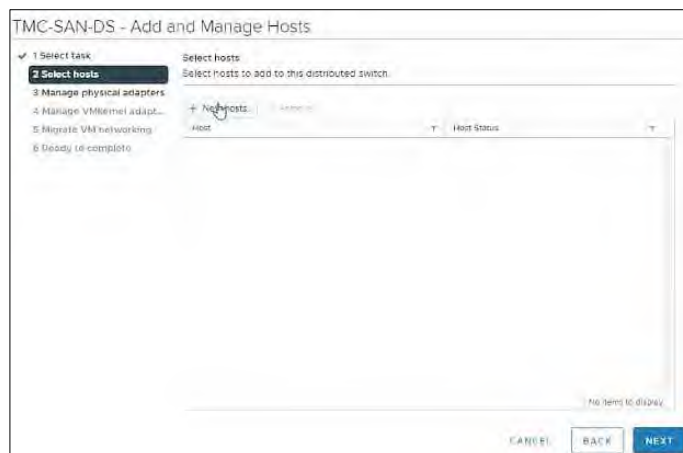 TMC-SAN-DS - Add and Manage Hosts
1 Select task
2 Select hosts
3 Manage physical adapters
4 Manage VMkernel adapt...
5 Migrate VM networking
6 Ready to complete
Select hosts
Select hosts to add to this distributed switch.
+ New hosts...
Host
Host Status
No items to display
CANCEL
BACK
NEXT